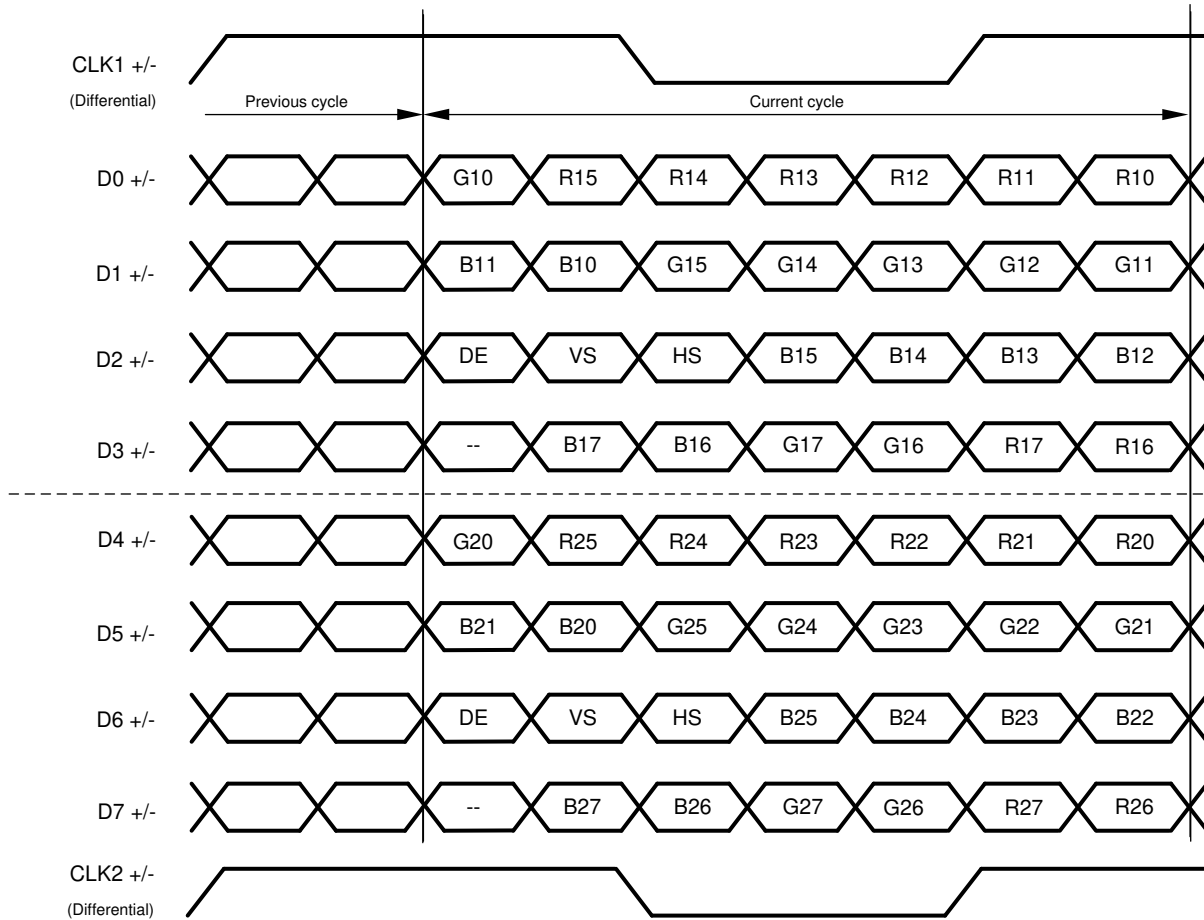 CLK1 +/-
(Differential)
Previous cycle
Current cycle
D0 +/- G10 R15 R14 R13 R12 R11 R10
D1 +/- B11 B10 G15 G14 G13 G12 G11
D2 +/- DE VS HS B15 B14 B13 B12
D3 +/- -- B17 B16 G17 G16 R17 R16
D4 +/- G20 R25 R24 R23 R22 R21 R20
D5 +/- B21 B20 G25 G24 G23 G22 G21
D6 +/- DE VS HS B25 B24 B23 B22
D7 +/- -- B27 B26 G27 G26 R27 R26
CLK2 +/-
(Differential)